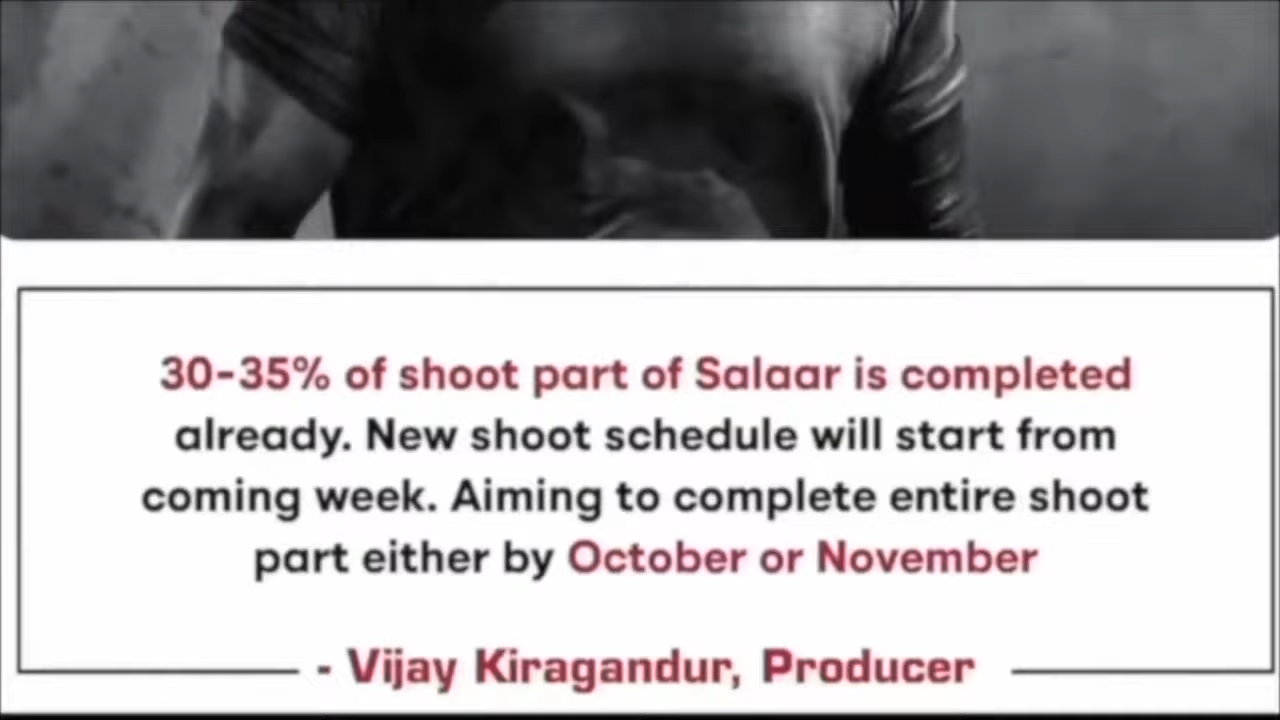 30-35% of shoot part of Salaar is completed
already. New shoot schedule will start from
coming week. Aiming to complete entire shoot
part either by October or November
- Vijay Kiragandur, Producer